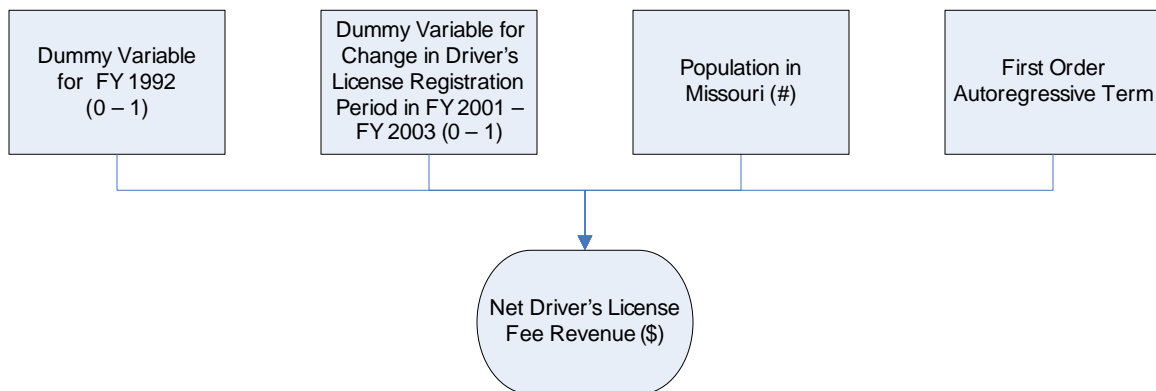 Dummy Variable
for FY 1992
(0 – 1)
Dummy Variable for
Change in Driver's
License Registration
Period in FY 2001 –
FY 2003 (0 – 1)
Population in
Missouri (#)
First Order
Autoregressive Term
Net Driver's License
Fee Revenue ($)